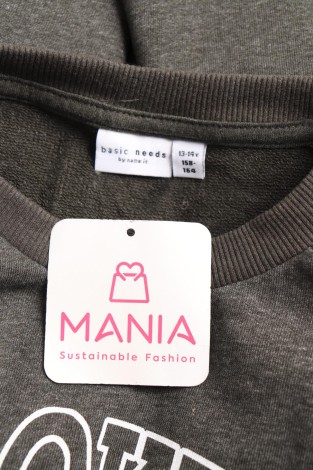 basic needs
by name it
13-14Y
158-
164
MANIA
Sustainable Fashion